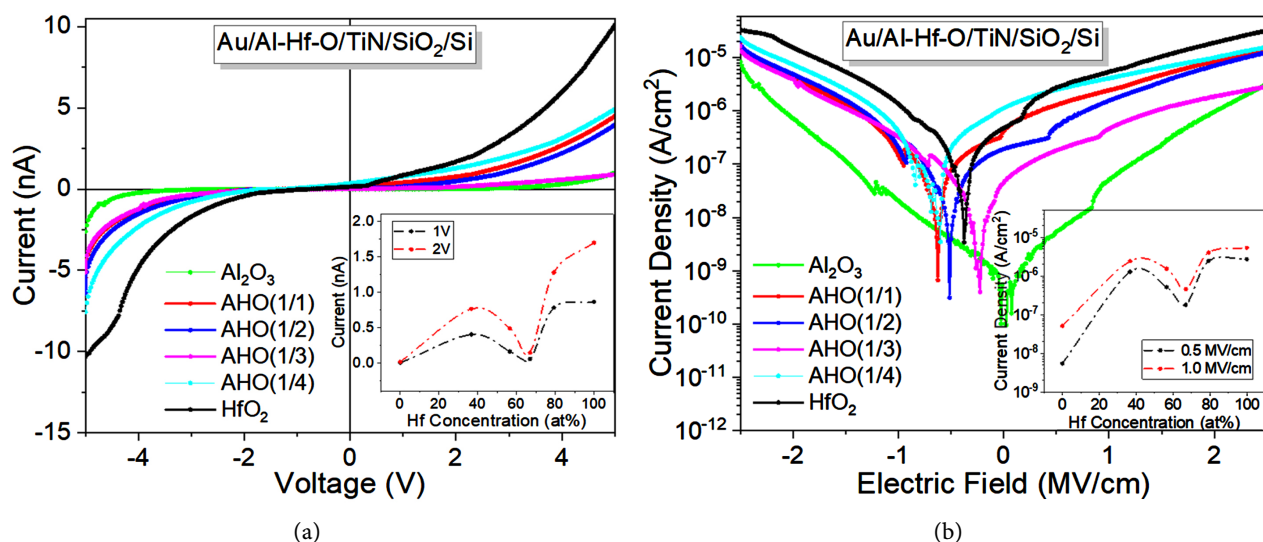 Au/Al-Hf-O/TiN/SiO₂/Si
Current (nA)
10
5
0
-5
-10
-15
-4
-2
0
2
4
Voltage (V)
Al₂O₃
AHO(1/1)
AHO(1/2)
AHO(1/3)
AHO(1/4)
HfO₂
1V
2V
Current (nA)
2.0
1.5
1.0
0.5
0.0
0 20 40 60 80 100
Hf Concentration (at%)
(a)
Au/Al-Hf-O/TiN/SiO₂/Si
Current Density (A/cm²)
10⁻⁵
10⁻⁶
10⁻⁷
10⁻⁸
10⁻⁹
10⁻¹⁰
10⁻¹¹
10⁻¹²
-2
-1
0
1
2
Electric Field (MV/cm)
Al₂O₃
AHO(1/1)
AHO(1/2)
AHO(1/3)
AHO(1/4)
HfO₂
Current Density (A/cm²)
10⁻⁴
10⁻⁵
10⁻⁶
10⁻⁷
10⁻⁸
10⁻⁹
0.5 MV/cm
1.0 MV/cm
0 20 40 60 80 100
Hf Concentration (at%)
(b)